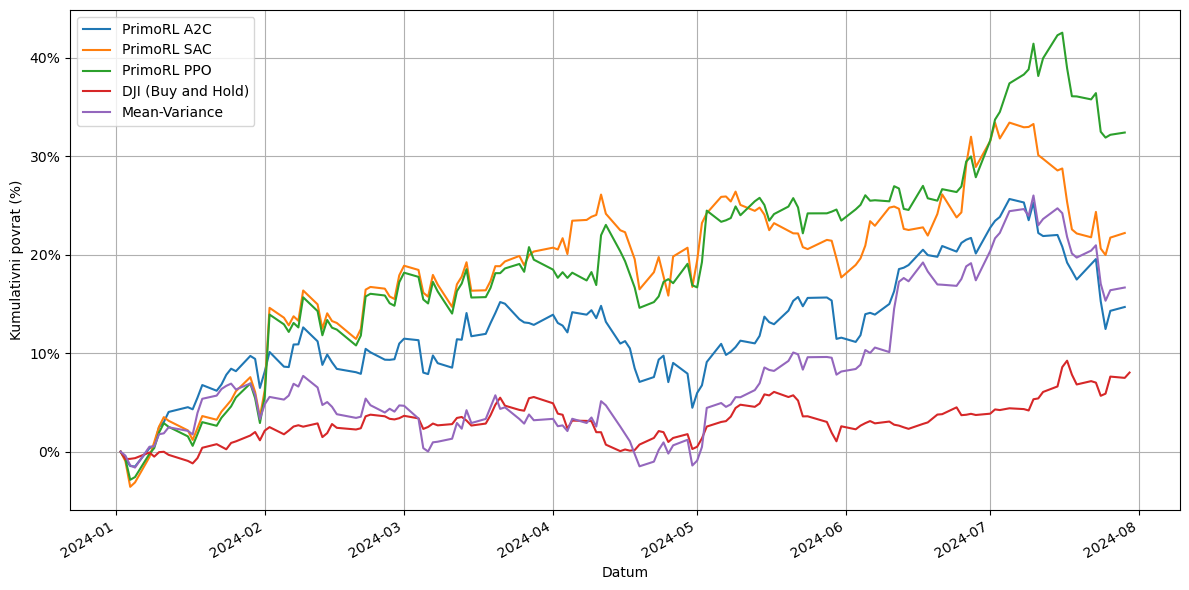 PrimoRL A2C
PrimoRL SAC
PrimoRL PPO
DJI (Buy and Hold)
Mean-Variance
Kumulativni povrat (%)
40%
30%
20%
10%
0%
2024-01
2024-02
2024-03
2024-04
2024-05
2024-06
2024-07
2024-08
Datum